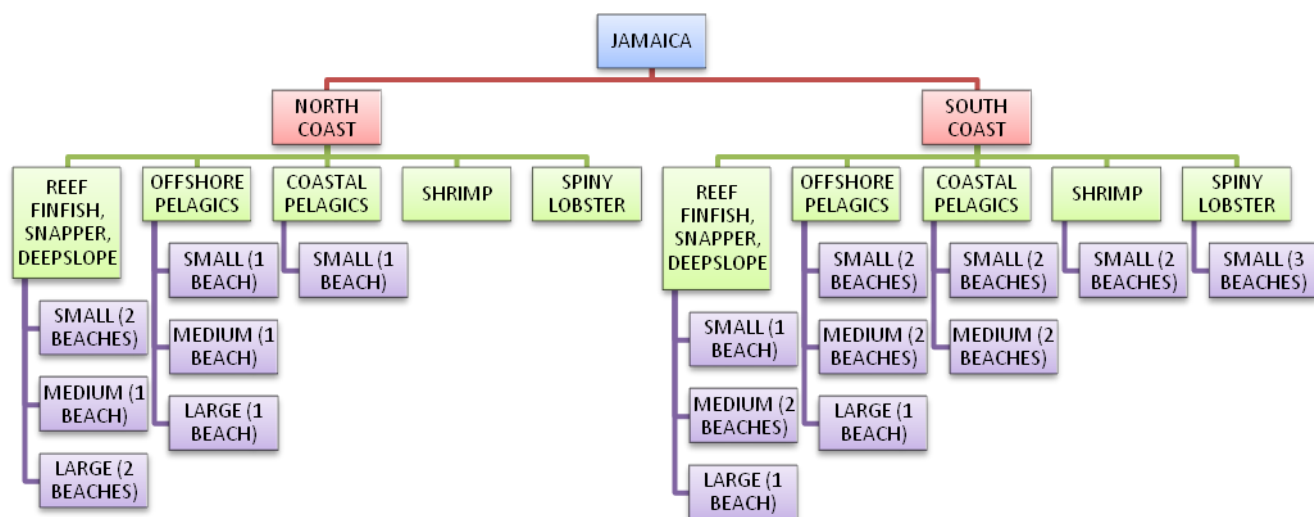 JAMAICA
NORTH
COAST
REEF
FINFISH,
SNAPPER,
DEEPSLOPE
SMALL (2
BEACHES)
MEDIUM (1
BEACH)
LARGE (2
BEACHES)
OFFSHORE
PELAGICS
SMALL (1
BEACH)
MEDIUM (1
BEACH)
LARGE (1
BEACH)
COASTAL
PELAGICS
SMALL (1
BEACH)
SHRIMP
SPINY
LOBSTER
SOUTH
COAST
REEF
FINFISH,
SNAPPER,
DEEPSLOPE
SMALL (1
BEACH)
MEDIUM (2
BEACHES)
LARGE (1
BEACH)
OFFSHORE
PELAGICS
SMALL (2
BEACHES)
MEDIUM (2
BEACHES)
LARGE (1
BEACH)
COASTAL
PELAGICS
SMALL (2
BEACHES)
MEDIUM (2
BEACHES)
SHRIMP
SMALL (2
BEACHES)
SPINY
LOBSTER
SMALL (3
BEACHES)